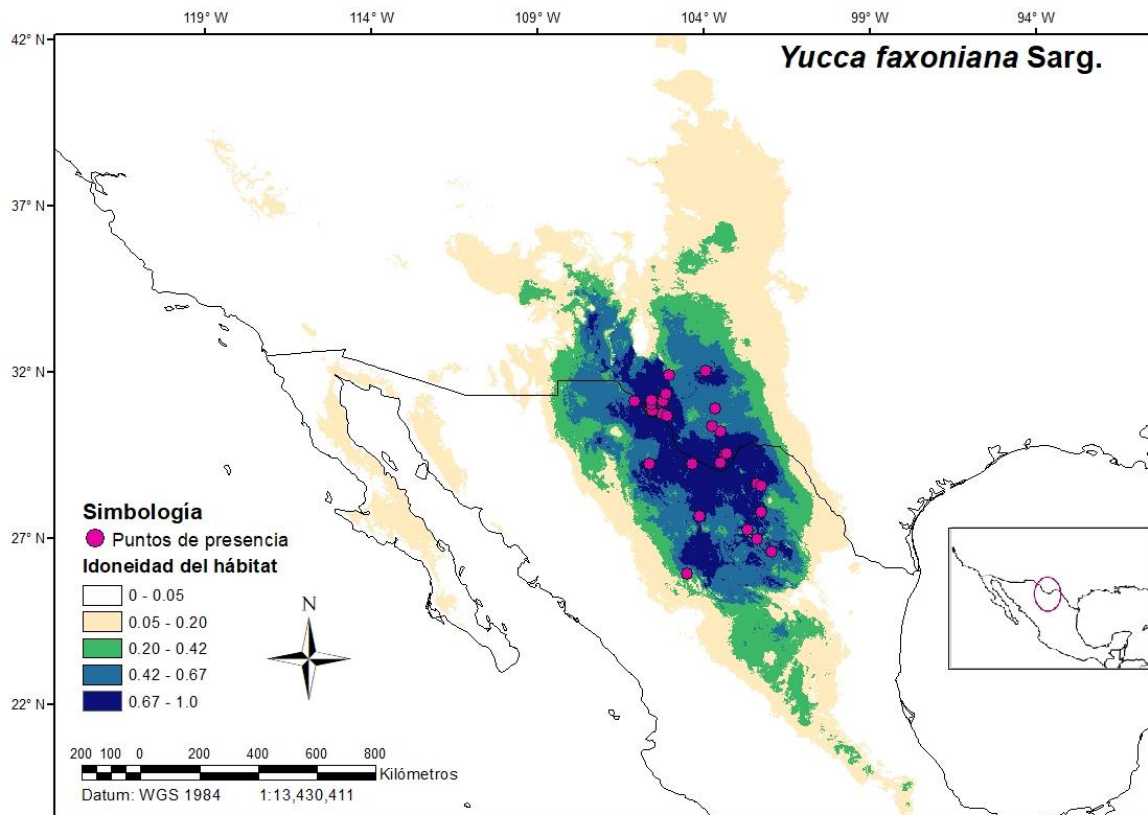 119° W 114° W 109° W 104° W 99° W 94° W
42° N
Yucca faxoniana Sarg.
37° N
32° N
27° N
22° N
Simbología
Puntos de presencia
Idoneidad del hábitat
0 - 0.05
0.05 - 0.20
0.20 - 0.42
0.42 - 0.67
0.67 - 1.0
N
200 100 0 200 400 600 800
Kilómetros
Datum: WGS 1984 1:13,430,411